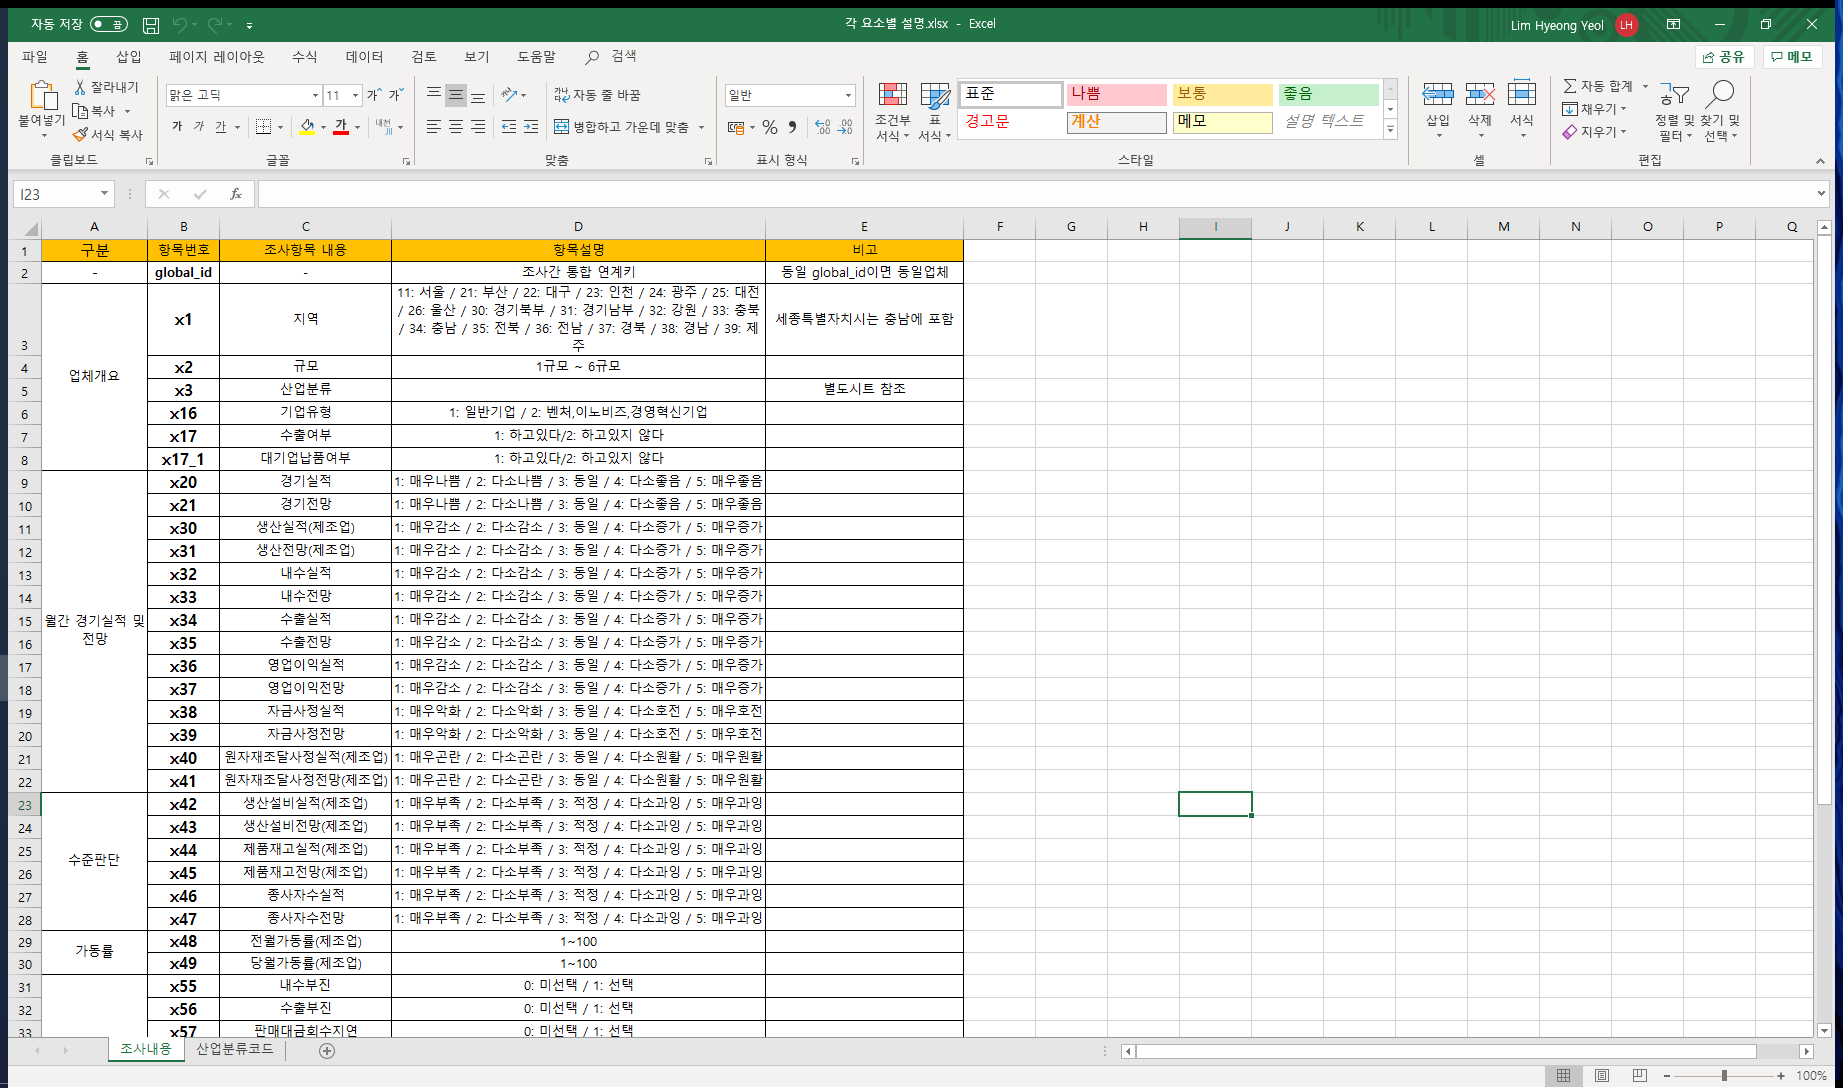 자동 저장 끔 각 요소별 설명.xlsx - Excel Lim Hyeong Yeol LH
파일 홈 삽입 페이지 레이아웃 수식 데이터 검토 보기 도움말 검색 공유 메모
붙여넣기 잘라내기 복사 서식 복사 클립보드
맑은 고딕 11 가 가 가 가 가 가 내천 글꼴
자동 줄 바꿈 병합하고 가운데 맞춤 맞춤
일반 % 표시 형식
조건부 서식 표 서식 표준 나쁨 보통 좋음
경고문 계산 메모 설명 텍스트 스타일
삽입 삭제 서식 셀
자동 합계 채우기 지우기 정렬 및 필터 찾기 및 선택 편집
I23 fx
A B C D E F G H I J K L M N O P Q
1 구분 항목번호 조사항목 내용 항목설명 비고
2 - global_id - 조사간 통합 연계키 동일 global_id이면 동일업체
3 x1 지역 11: 서울 / 21: 부산 / 22: 대구 / 23: 인천 / 24: 광주 / 25: 대전
/ 26: 울산 / 30: 경기북부 / 31: 경기남부 / 32: 강원 / 33: 충북
/ 34: 충남 / 35: 전북 / 36: 전남 / 37: 경북 / 38: 경남 / 39: 제
주 세종특별자치시는 충남에 포함
업체개요
4 x2 규모 1규모 ~ 6규모
5 x3 산업분류 별도시트 참조
6 x16 기업유형 1: 일반기업 / 2: 벤처,이노비즈,경영혁신기업
7 x17 수출여부 1: 하고있다/2: 하고있지 않다
8 x17_1 대기업납품여부 1: 하고있다/2: 하고있지 않다
9 x20 경기실적 1: 매우나쁨 / 2: 다소나쁨 / 3: 동일 / 4: 다소좋음 / 5: 매우좋음
10 x21 경기전망 1: 매우나쁨 / 2: 다소나쁨 / 3: 동일 / 4: 다소좋음 / 5: 매우좋음
11 x30 생산실적(제조업) 1: 매우감소 / 2: 다소감소 / 3: 동일 / 4: 다소증가 / 5: 매우증가
12 x31 생산전망(제조업) 1: 매우감소 / 2: 다소감소 / 3: 동일 / 4: 다소증가 / 5: 매우증가
13 x32 내수실적 1: 매우감소 / 2: 다소감소 / 3: 동일 / 4: 다소증가 / 5: 매우증가
14 x33 내수전망 1: 매우감소 / 2: 다소감소 / 3: 동일 / 4: 다소증가 / 5: 매우증가
월간 경기실적 및
전망
15 x34 수출실적 1: 매우감소 / 2: 다소감소 / 3: 동일 / 4: 다소증가 / 5: 매우증가
16 x35 수출전망 1: 매우감소 / 2: 다소감소 / 3: 동일 / 4: 다소증가 / 5: 매우증가
17 x36 영업이익실적 1: 매우감소 / 2: 다소감소 / 3: 동일 / 4: 다소증가 / 5: 매우증가
18 x37 영업이익전망 1: 매우감소 / 2: 다소감소 / 3: 동일 / 4: 다소증가 / 5: 매우증가
19 x38 자금사정실적 1: 매우악화 / 2: 다소악화 / 3: 동일 / 4: 다소호전 / 5: 매우호전
20 x39 자금사정전망 1: 매우악화 / 2: 다소악화 / 3: 동일 / 4: 다소호전 / 5: 매우호전
21 x40 원자재조달사정실적(제조업) 1: 매우곤란 / 2: 다소곤란 / 3: 동일 / 4: 다소원활 / 5: 매우원활
22 x41 원자재조달사정전망(제조업) 1: 매우곤란 / 2: 다소곤란 / 3: 동일 / 4: 다소원활 / 5: 매우원활
23 x42 생산설비실적(제조업) 1: 매우부족 / 2: 다소부족 / 3: 적정 / 4: 다소과잉 / 5: 매우과잉
24 x43 생산설비전망(제조업) 1: 매우부족 / 2: 다소부족 / 3: 적정 / 4: 다소과잉 / 5: 매우과잉
25 x44 제품재고실적(제조업) 1: 매우부족 / 2: 다소부족 / 3: 적정 / 4: 다소과잉 / 5: 매우과잉
수준판단
26 x45 제품재고전망(제조업) 1: 매우부족 / 2: 다소부족 / 3: 적정 / 4: 다소과잉 / 5: 매우과잉
27 x46 종사자수실적 1: 매우부족 / 2: 다소부족 / 3: 적정 / 4: 다소과잉 / 5: 매우과잉
28 x47 종사자수전망 1: 매우부족 / 2: 다소부족 / 3: 적정 / 4: 다소과잉 / 5: 매우과잉
29 x48 전월가동률(제조업) 1~100
가동률
30 x49 당월가동률(제조업) 1~100
31 x55 내수부진 0: 미선택 / 1: 선택
32 x56 수출부진 0: 미선택 / 1: 선택
33 x57 판매대금회수지연 0: 미선택 / 1: 선택
조사내용 산업분류코드
100%